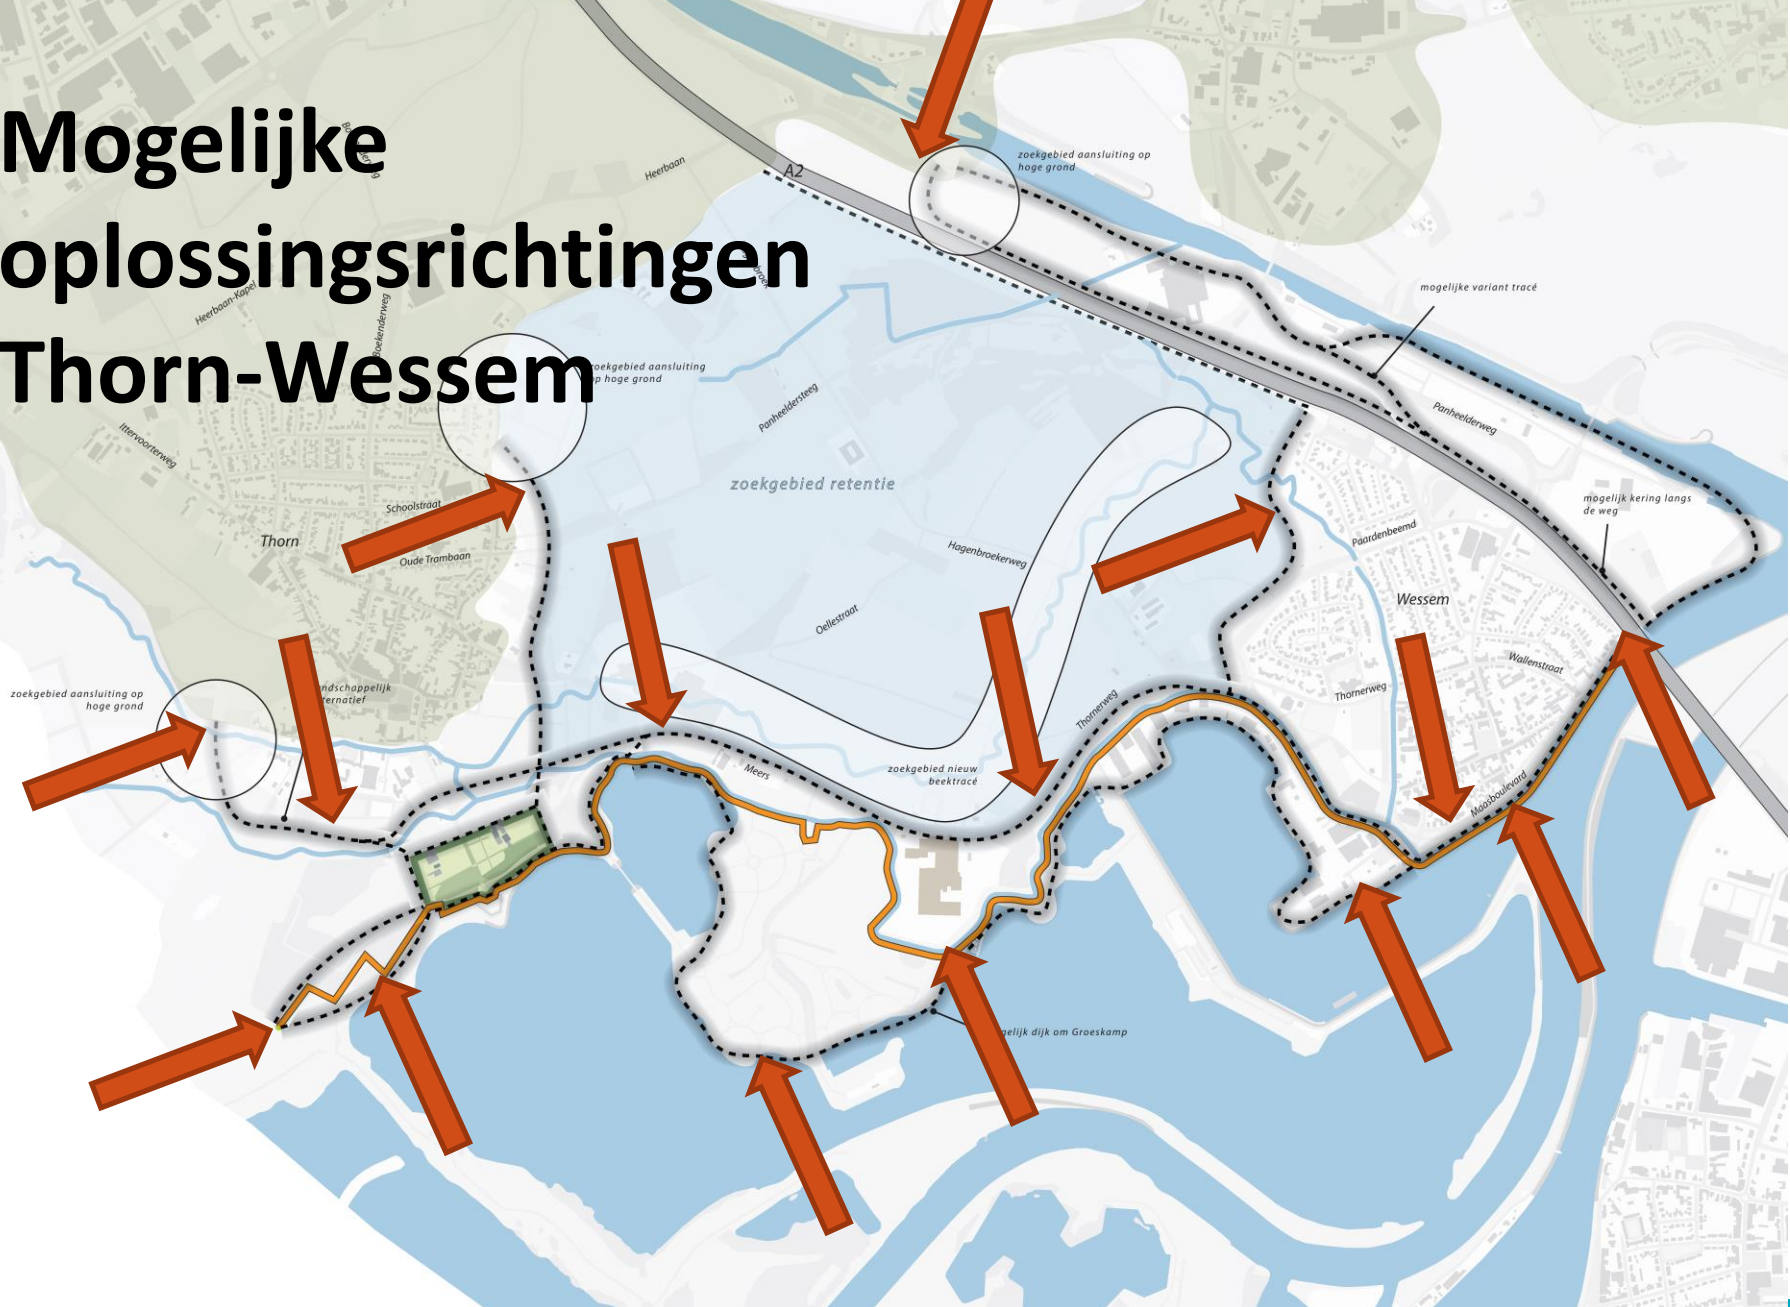 Mogelijke
oplossingsrichtingen
Thorn-Wessem
A2
Heerbaan
zoekgebied aansluiting op
hoge grond
mogelijke variant tracé
Heerbaan-Kapel
Boekenderweg
zoekgebied aansluiting
op hoge grond
Panheeldersteeg
Panheelderweg
Ittervoorterweg
zoekgebied retentie
mogelijk kering langs
de weg
Schoolstraat
Thorn
Oude Trambaan
Paardenbeemd
Hagenbroekerweg
Wessem
Oellestraat
Wallenstraat
Thornerweg
Thornerweg
zoekgebied aansluiting op
hoge grond
Meers
zoekgebied nieuw
beektracé
Maasboulevard
dijk om Groeskamp